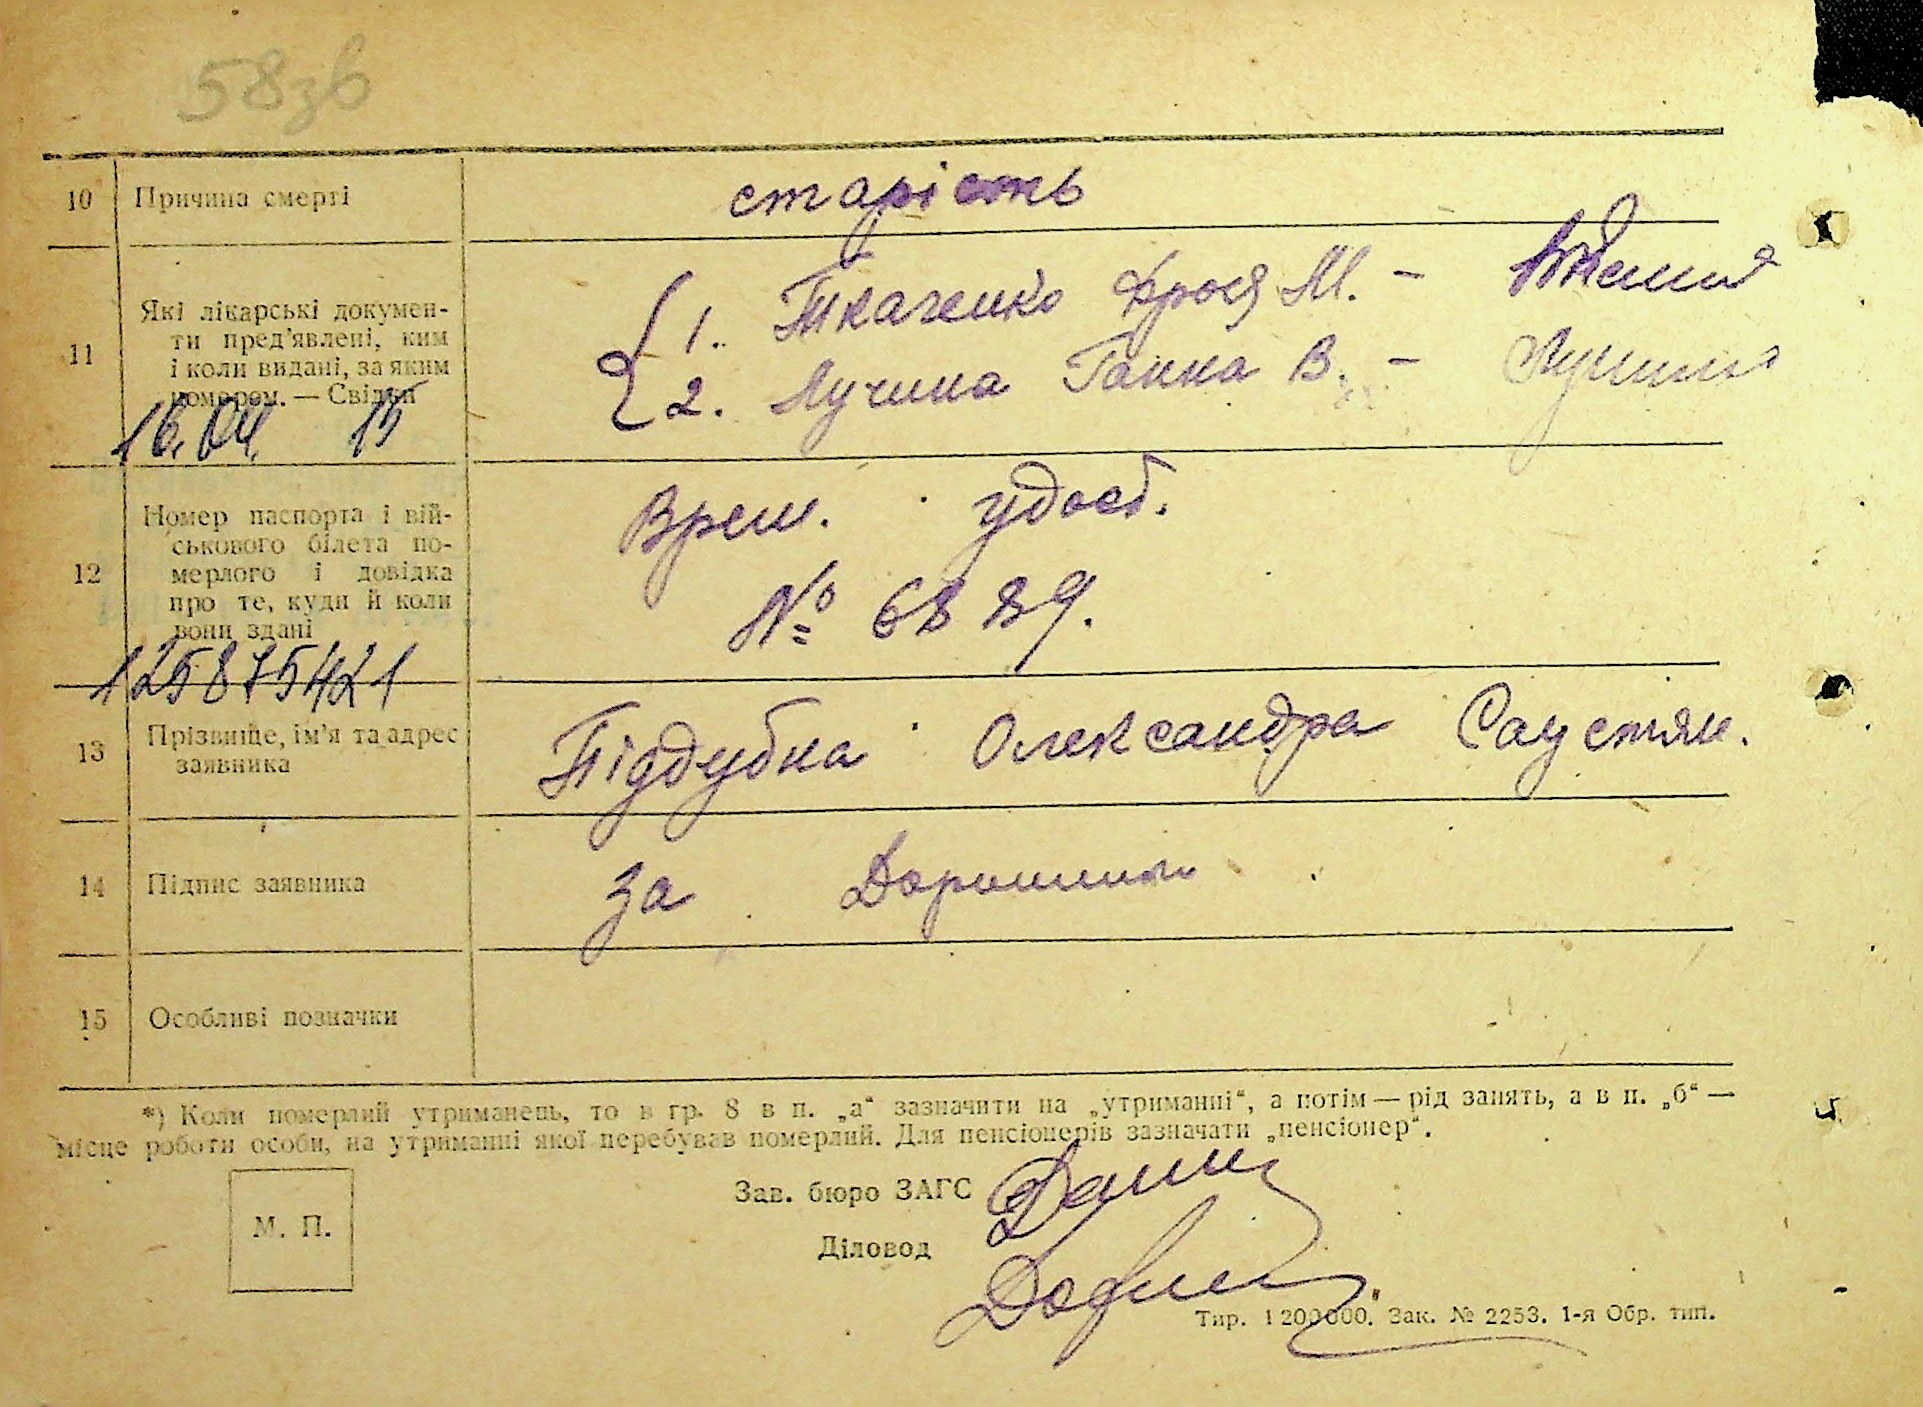 58зв
10 Причина смерті старість
11 Які лікарські докумен-
ти пред'явлені, ким
і коли видані, за яким
номером. — Свідки
{ 1. Ткаченко Фрося М. –
2. Лучина Ганна В. –
16. 04. 15
12 Номер паспорта і вій-
ськового білета по-
мерлого і довідка
про те, куди й коли
вони здані
Врем. удост.
№ 6889.
125875421
13 Прізвище, ім'я та адрес
заявника
Піддубна Олександра Саустян.
14 Підпис заявника за
15 Особливі позначки
*) Коли померлий утриманець, то в гр. 8 в п. „а“ зазначити на „утриманні“, а потім — рід занять, а в п. „б“ —
місце роботи особи, на утриманні якої перебував померлий. Для пенсіонерів зазначати „пенсіонер“.
М. П.
Зав. бюро ЗАГС
Діловод
Тир. 1 200000. Зак. № 2253. 1-я Обр. тип.